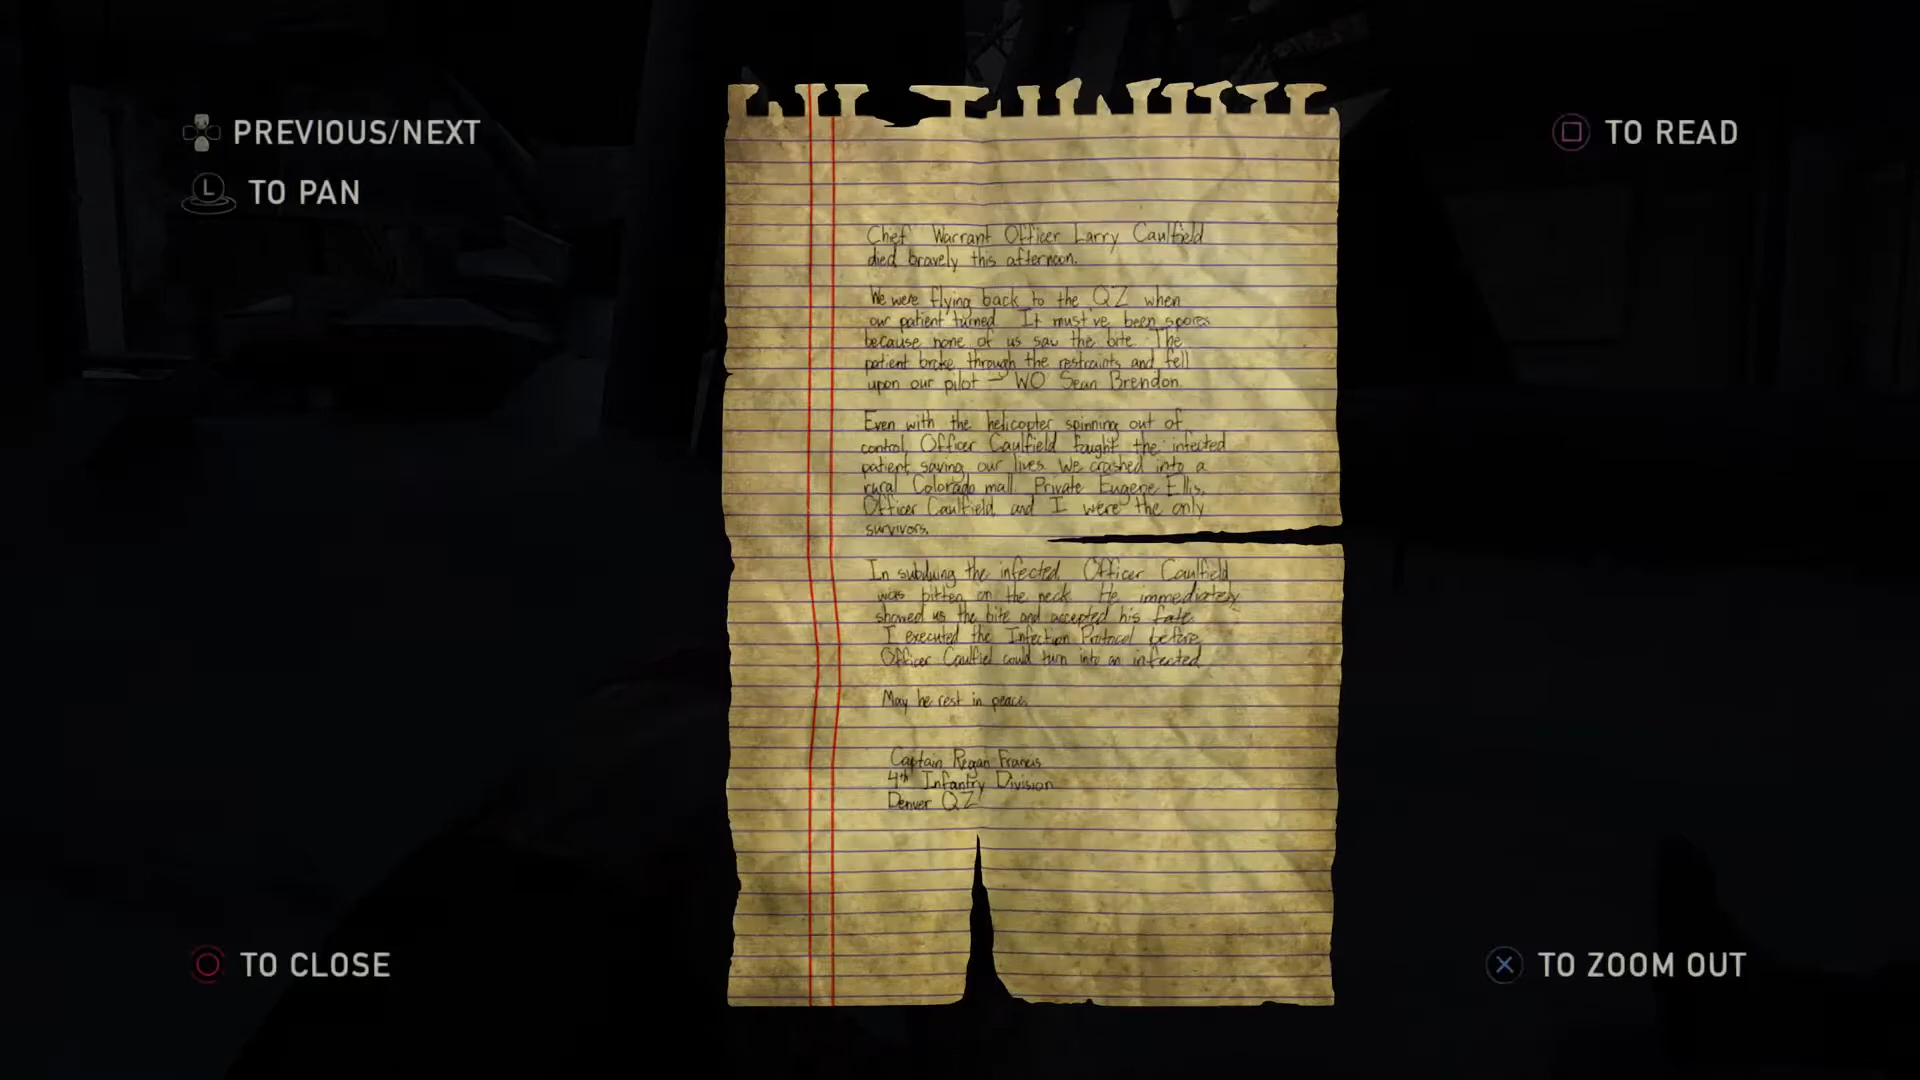 PREVIOUS/NEXT
TO PAN
TO READ
Chef Warrant Officer Larry Caulfield
died bravely this afternoon.
We were flying back to the QZ when
our patient turned. It must've been spores
because none of us saw the bite. The
patient broke through the restraints and fell
upon our pilot - WO Sean Brendon.
Even with the helicopter spinning out of
control, Officer Caulfield fought the infected
patient, saving our lives. We crashed into a
rural Colorado mall. Private Eugene Ellis,
Officer Caulfield, and I were the only
survivors.
In subduing the infected, Officer Caulfield
was bitten on the neck. He immediately
showed us the bite and accepted his fate.
I executed the Infection Protocol before
Officer Caulfiel could turn into an infected.
May he rest in peace.
Captain Regan Francis
4th Infantry Division
Denver QZ
TO CLOSE
TO ZOOM OUT